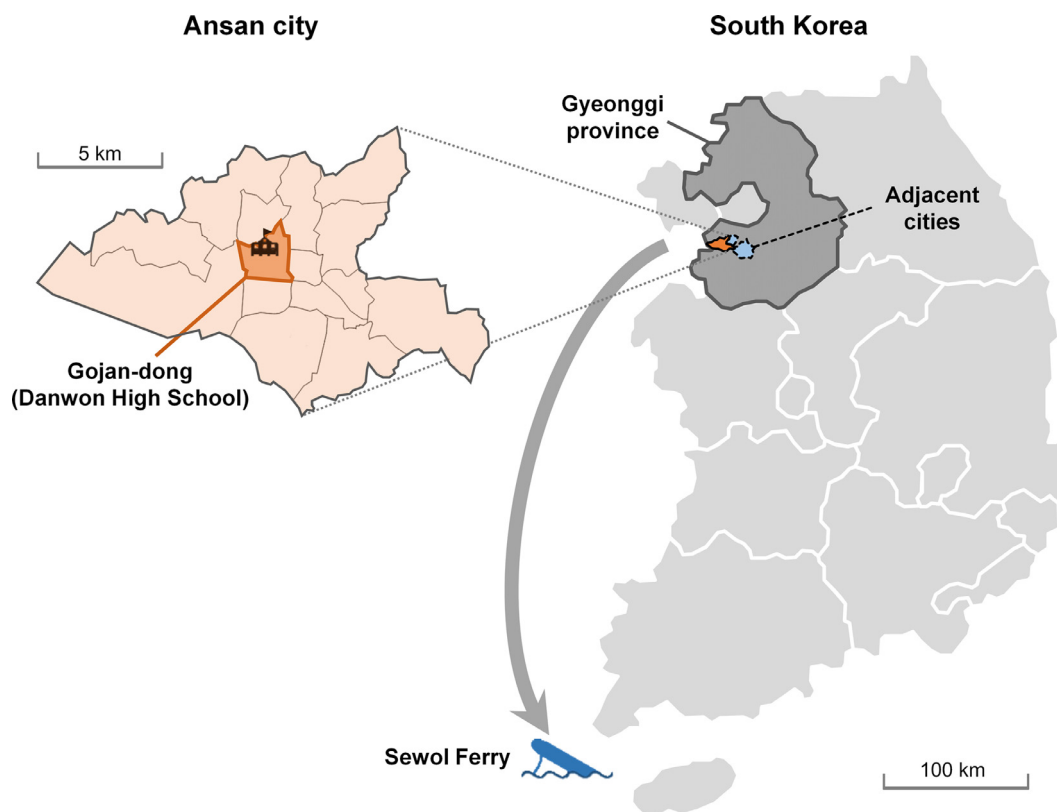 Ansan city
South Korea
5 km
Gyeonggi
province
Adjacent
cities
Gojan-dong
(Danwon High School)
Sewol Ferry
100 km